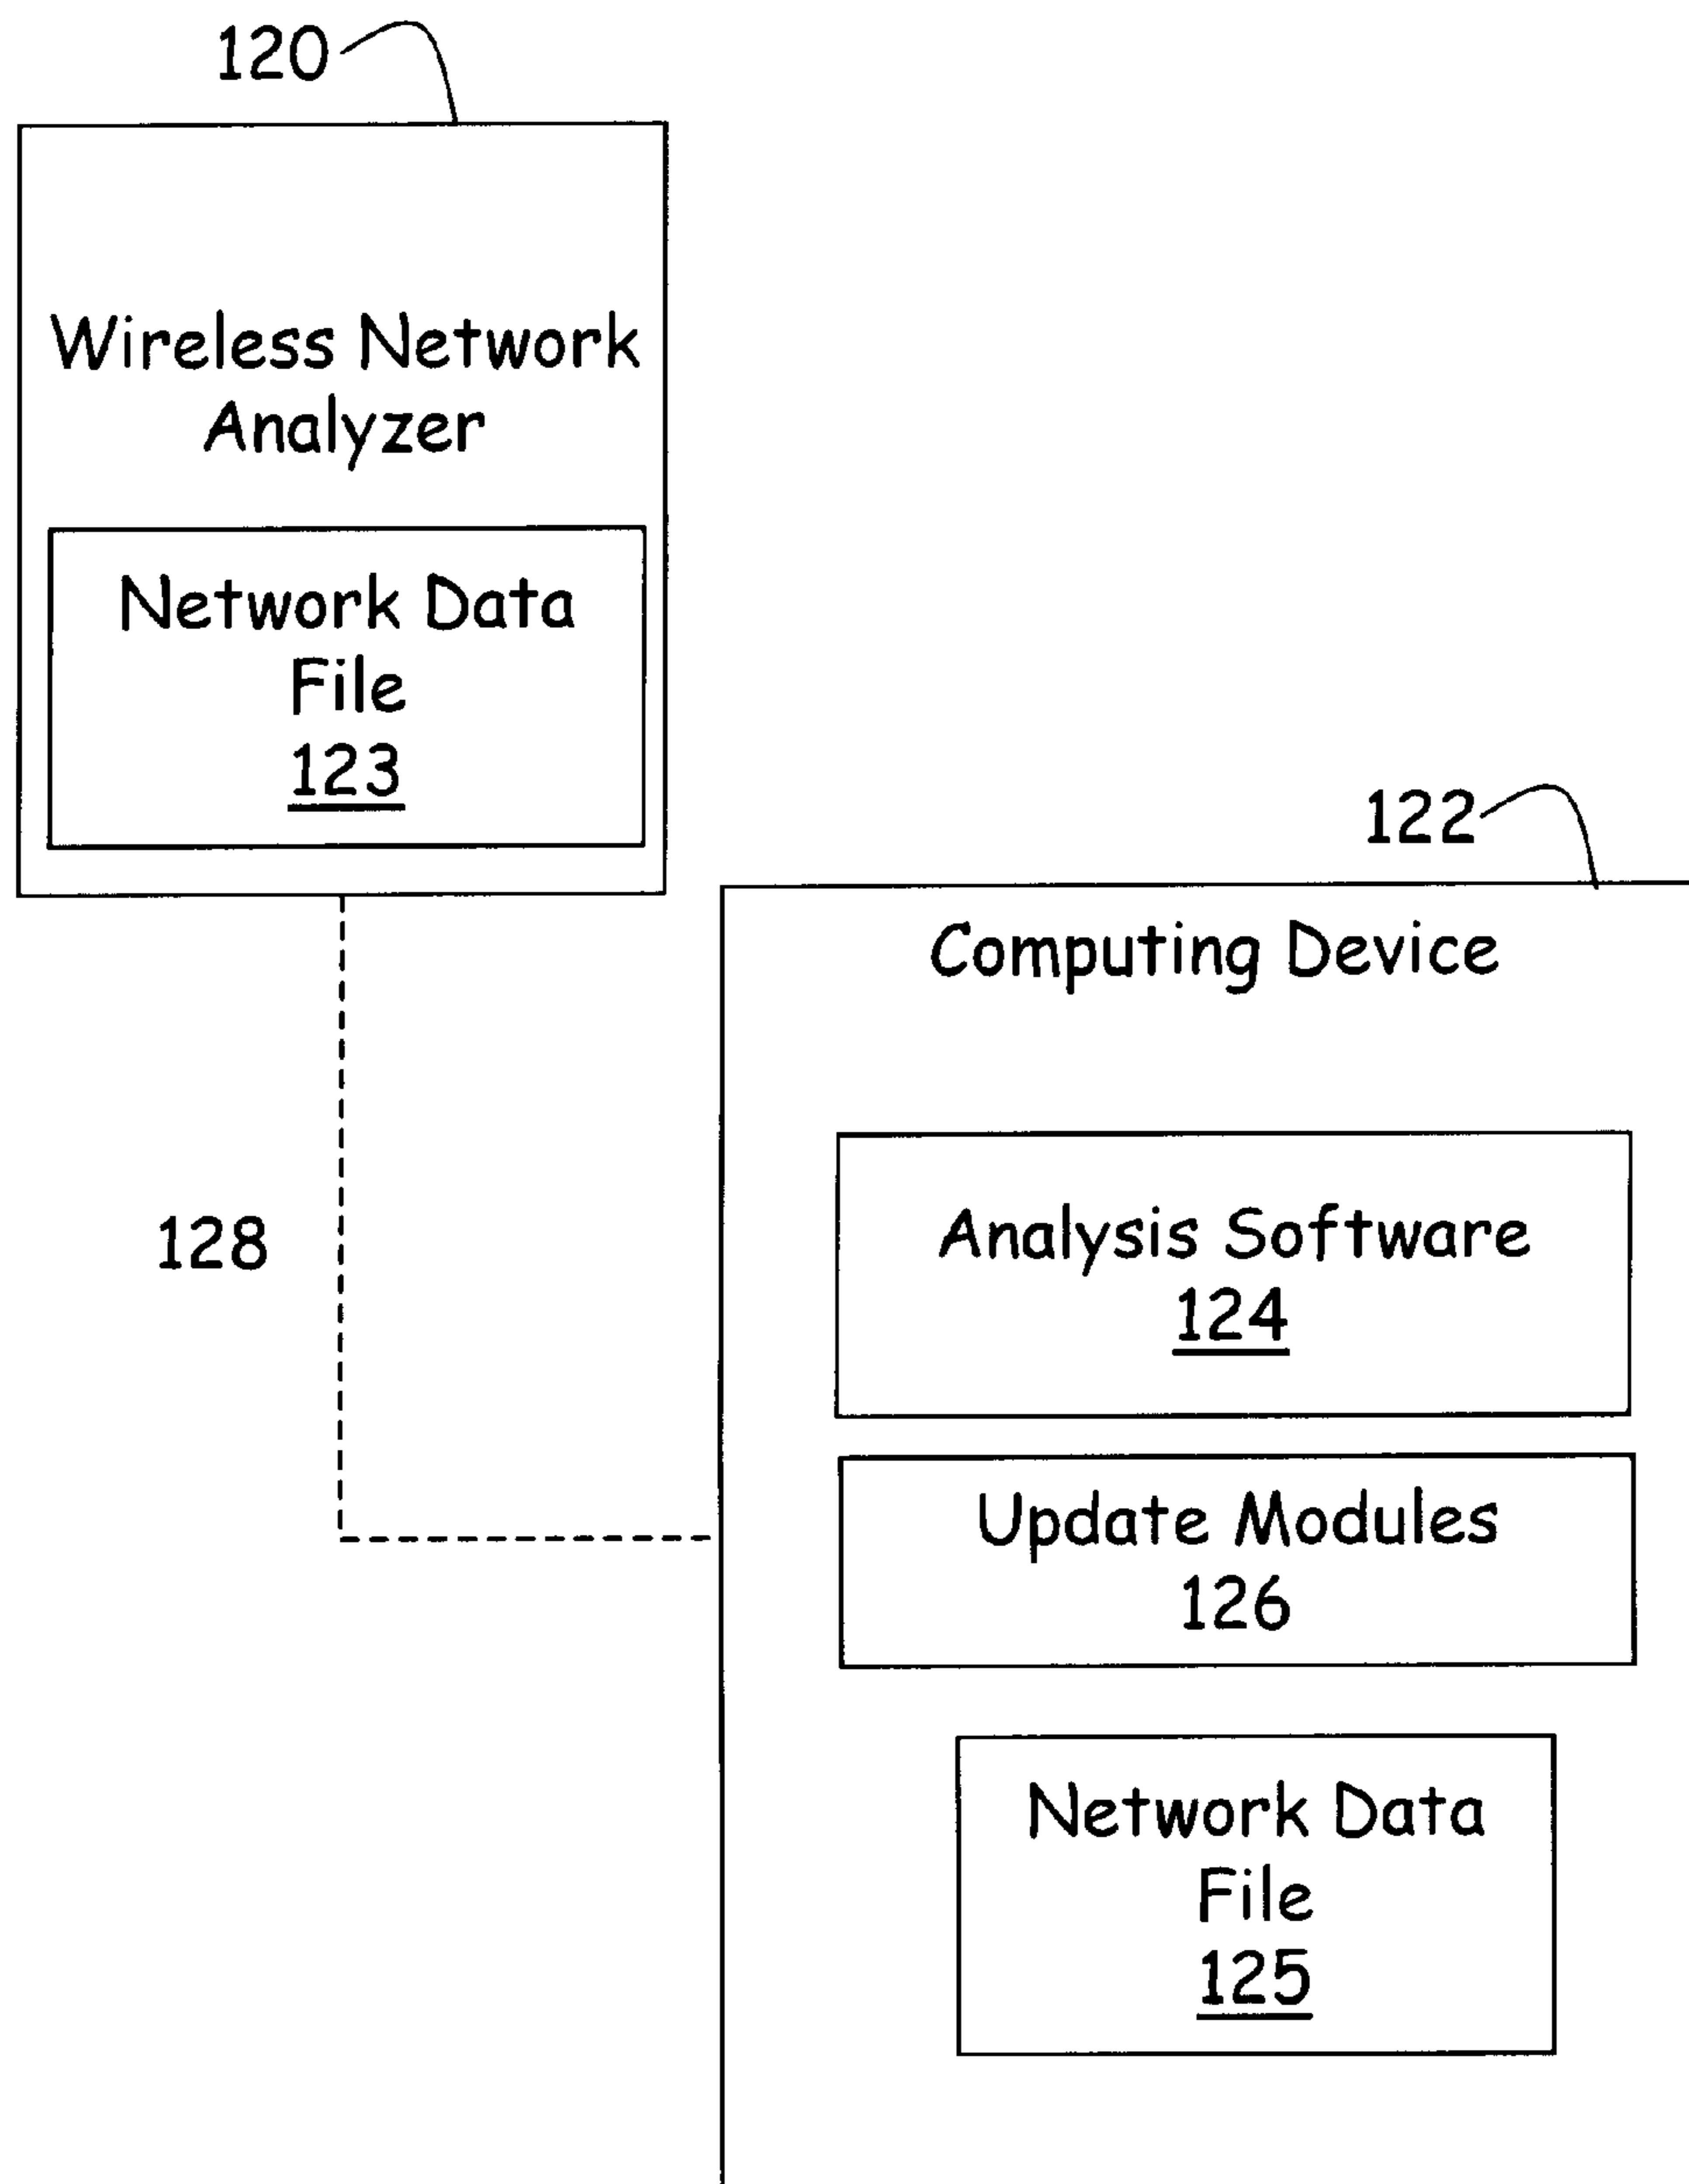 120
Wireless Network
Analyzer
Network Data
File
123
122
Computing Device
Analysis Software
124
128
Update Modules
126
Network Data
File
125